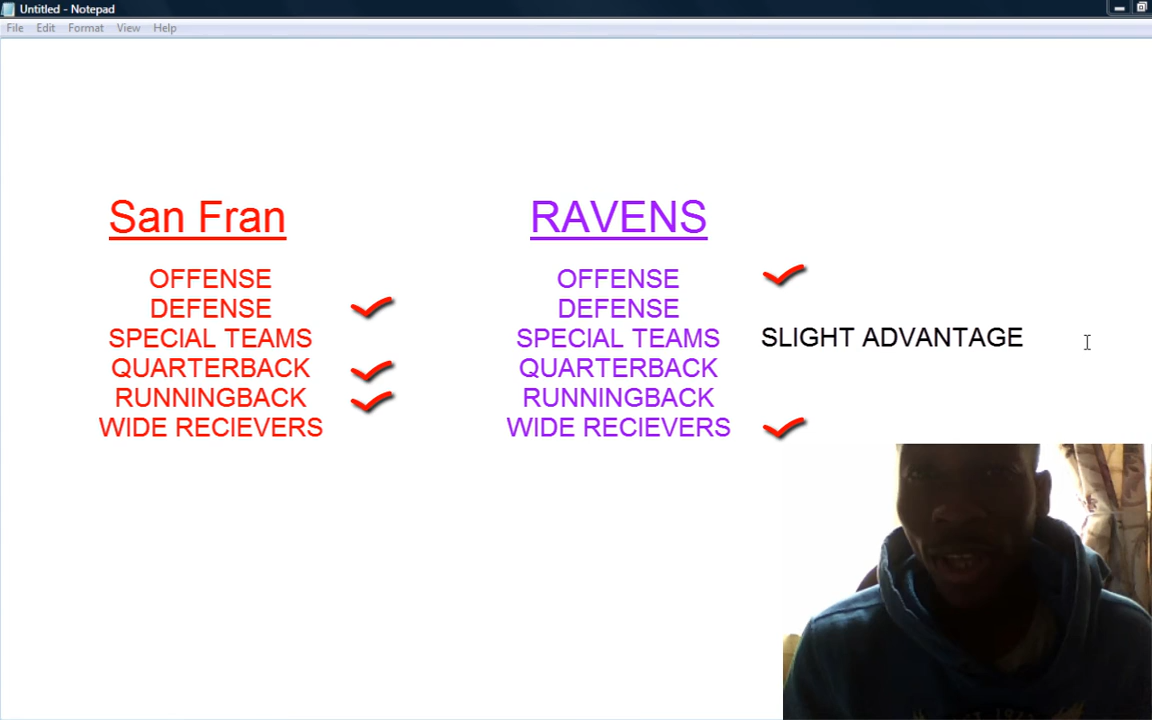 Untitled - Notepad
File Edit Format View Help
San Fran
OFFENSE
DEFENSE
SPECIAL TEAMS
QUARTERBACK
RUNNINGBACK
WIDE RECIEVERS
RAVENS
OFFENSE
DEFENSE
SPECIAL TEAMS SLIGHT ADVANTAGE
QUARTERBACK
RUNNINGBACK
WIDE RECIEVERS